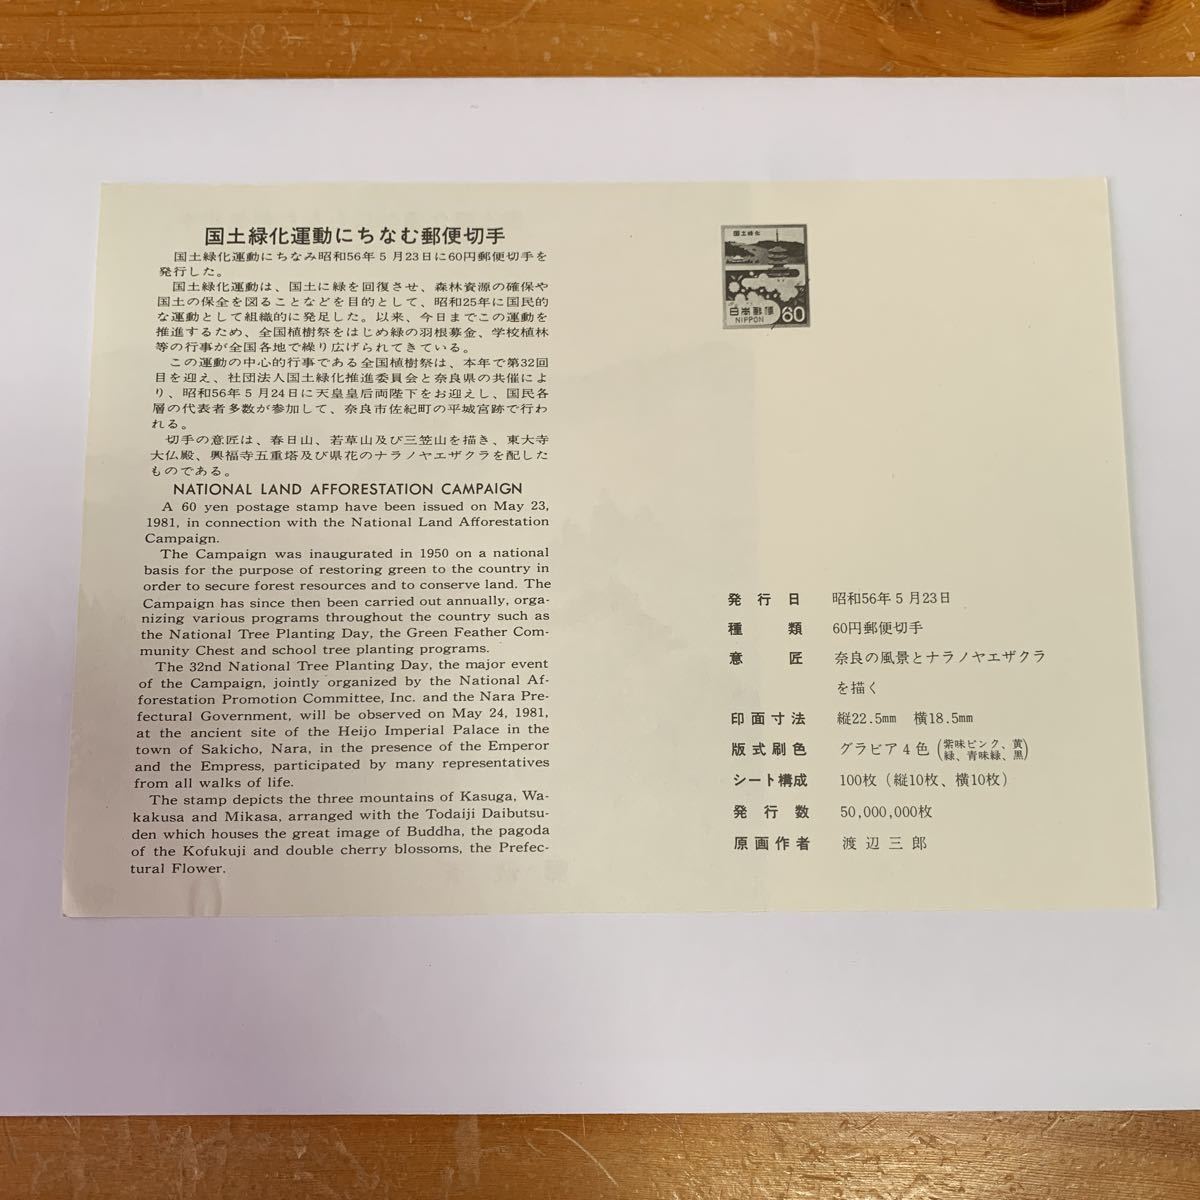 国土緑化運動にちなむ郵便切手
国土緑化運動にちなみ昭和56年5月23日に60円郵便切手を
発行した。
国土緑化運動は、国土に緑を回復させ、森林資源の確保や
国土の保全を図ることなどを目的として、昭和25年に国民的
な運動として組織的に発足した。以来、今日までこの運動を
推進するため、全国植樹祭をはじめ緑の羽根募金、学校植林
等の行事が全国各地で繰り広げられてきている。
この運動の中心的行事である全国植樹祭は、本年で第32回
目を迎え、社団法人国土緑化推進委員会と奈良県の共催によ
り、昭和56年5月24日に天皇皇后両陛下をお迎えし、国民各
層の代表者多数が参加して、奈良市佐紀町の平城宮跡で行わ
れる。
切手の意匠は、春日山、若草山及び三笠山を描き、東大寺
大仏殿、興福寺五重塔及び県花のナラノヤエザクラを配した
ものである。
NATIONAL LAND AFFORESTATION CAMPAIGN
A 60 yen postage stamp have been issued on May 23,
1981, in connection with the National Land Afforestation
Campaign.
The Campaign was inaugurated in 1950 on a national
basis for the purpose of restoring green to the country in
order to secure forest resources and to conserve land. The
Campaign has since then been carried out annually, orga-
nizing various programs throughout the country such as
the National Tree Planting Day, the Green Feather Com-
munity Chest and school tree planting programs.
The 32nd National Tree Planting Day, the major event
of the Campaign, jointly organized by the National Af-
forestation Promotion Committee, Inc. and the Nara Pre-
fectural Government, will be observed on May 24, 1981,
at the ancient site of the Heijo Imperial Palace in the
town of Sakicho, Nara, in the presence of the Emperor
and the Empress, participated by many representatives
from all walks of life.
The stamp depicts the three mountains of Kasuga, Wa-
kakusa and Mikasa, arranged with the Todaiji Daibutsu-
den which houses the great image of Buddha, the pagoda
of the Kofukuji and double cherry blossoms, the Prefec-
tural Flower.
国土緑化
日本郵便
NIPPON 60
発行日 昭和56年5月23日
種類 60円郵便切手
意匠 奈良の風景とナラノヤエザクラ
を描く
印面寸法 縦22.5mm 横18.5mm
版式刷色 グラビア4色(紫味ピンク、黄
緑、青味緑、黒)
シート構成 100枚(縦10枚、横10枚)
発行数 50,000,000枚
原画作者 渡辺三郎